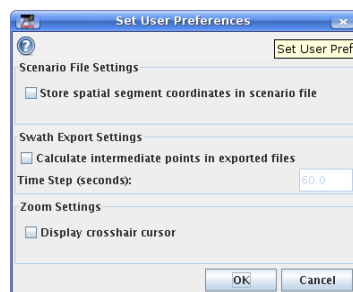 Set User Preferences
Set User Pref
Scenario File Settings
Store spatial segment coordinates in scenario file
Swath Export Settings
Calculate intermediate points in exported files
Time Step (seconds):
60.0
Zoom Settings
Display crosshair cursor
OK
Cancel